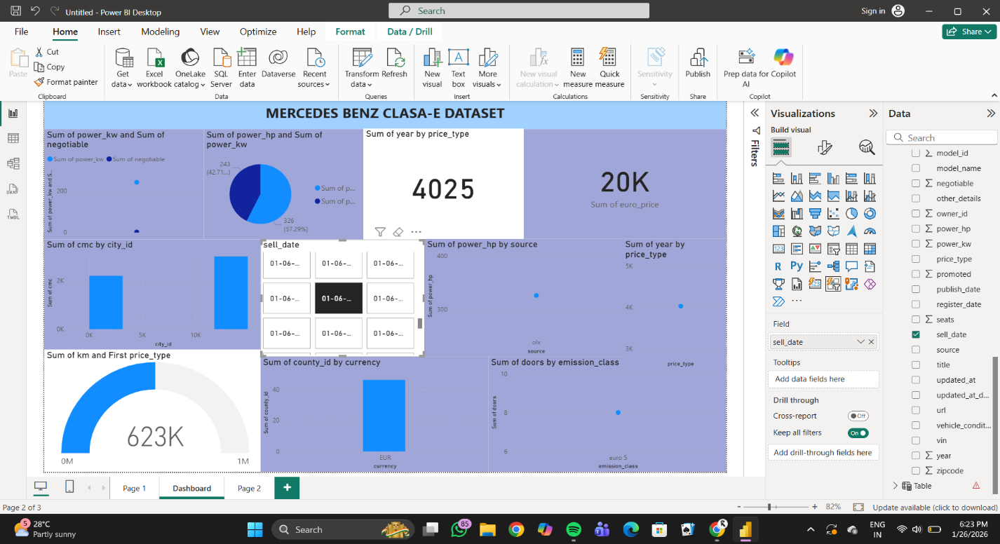 Untitled - Power BI Desktop
Search
Sign in
File
Home
Insert
Modeling
View
Optimize
Help
Format
Data / Drill
Share
Paste
Cut
Copy
Format painter
Clipboard
Get data
Excel workbook
OneLake catalog
SQL Server
Enter data
Dataverse
Recent sources
Data
Transform data
Refresh
Queries
New visual
Text box
More visuals
Insert
New visual calculation
New measure
Quick measure
Calculations
Sensitivity
Sensitivity
Publish
Share
Prep data for AI
Copilot
Copilot
MERCEDES BENZ CLASA-E DATASET
Sum of power_kw and Sum of
negotiable
Sum of power_kw
Sum of negotiable
Sum of power_kw and S...
200
0
Sum of power_hp and Sum of
power_kw
243
(42.71...)
326
(57.29%)
Sum of p...
Sum of p...
Sum of year by price_type
4025
20K
Sum of euro_price
Sum of cmc by city_id
Sum of cmc
2K
0K
0K
5K
10K
city_id
sell_date
01-06-...
01-06-...
01-06-...
01-06-...
01-06-...
01-06-...
01-06-...
01-06-...
01-06-...
Sum of power_hp by source
Sum of power_hp
400
300
olx
source
Sum of year by
price_type
5K
4K
3K
price_type
Sum of km and First price_type
623K
0M
1M
Sum of county_id by currency
Sum of county_id
40
20
0
EUR
currency
Sum of doors by emission_class
Sum of doors
10
8
6
euro 5
emission_class
Filters
Visualizations
Build visual
123
R
Py
Field
sell_date
Tooltips
Add data fields here
Drill through
Cross-report
Off
Keep all filters
On
Add drill-through fields here
Data
Search
model_id
model_name
negotiable
other_details
owner_id
power_hp
power_kw
price_type
promoted
publish_date
register_date
seats
sell_date
source
title
updated_at
updated_at_d...
url
vehicle_condit...
vin
year
zipcode
Table
Page 1
Dashboard
Page 2
Page 2 of 3
82%
Update available (click to download)
5
28°C
Partly sunny
Search
85
ENG
IN
6:23 PM
1/26/2026